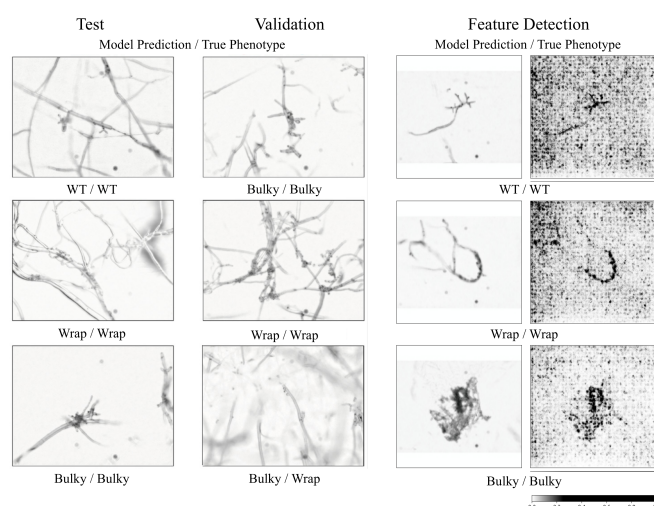 Test
Validation
Feature Detection
Model Prediction / True Phenotype
Model Prediction / True Phenotype
WT / WT
Bulky / Bulky
WT / WT
Wrap / Wrap
Wrap / Wrap
Wrap / Wrap
Bulky / Bulky
Bulky / Wrap
Bulky / Bulky